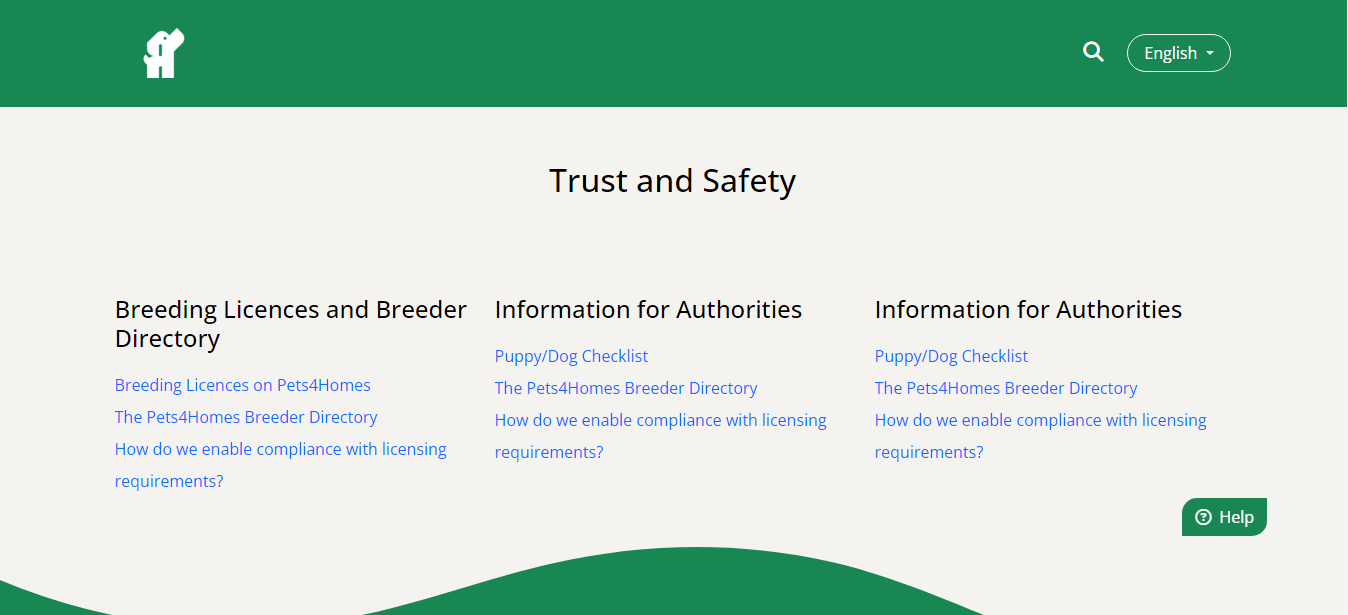 English
Trust and Safety
Breeding Licences and Breeder
Directory
Breeding Licences on Pets4Homes
The Pets4Homes Breeder Directory
How do we enable compliance with licensing
requirements?
Information for Authorities
Puppy/Dog Checklist
The Pets4Homes Breeder Directory
How do we enable compliance with licensing
requirements?
Information for Authorities
Puppy/Dog Checklist
The Pets4Homes Breeder Directory
How do we enable compliance with licensing
requirements?
Help